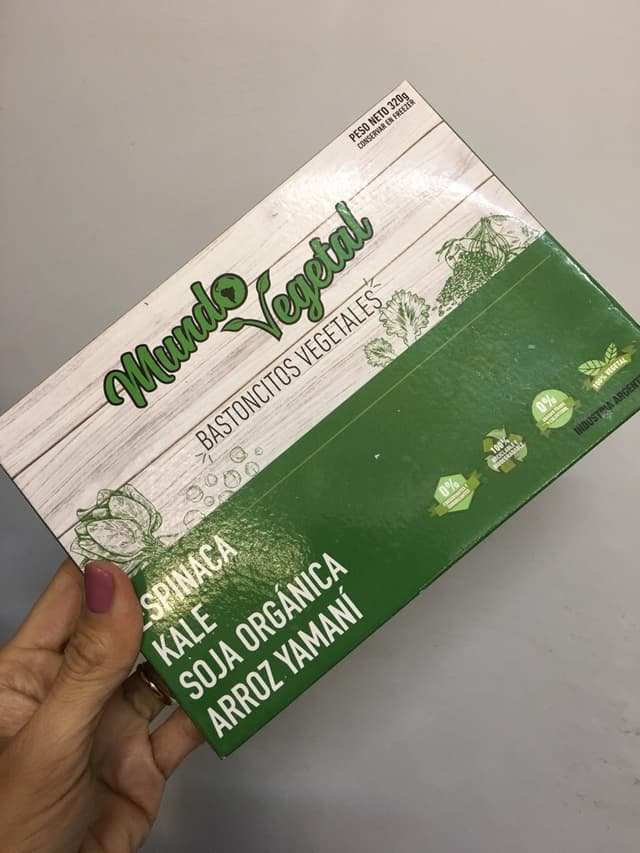 PESO NETO 320g
CONSERVAR EN FREEZER
Mundo
Vegetal
BASTONCITOS VEGETALES
ESPINACA
KALE
SOJA ORGÁNICA
ARROZ YAMANÍ
0%
100%
0%
100% VEGETAL
INDUSTRIA ARGENT